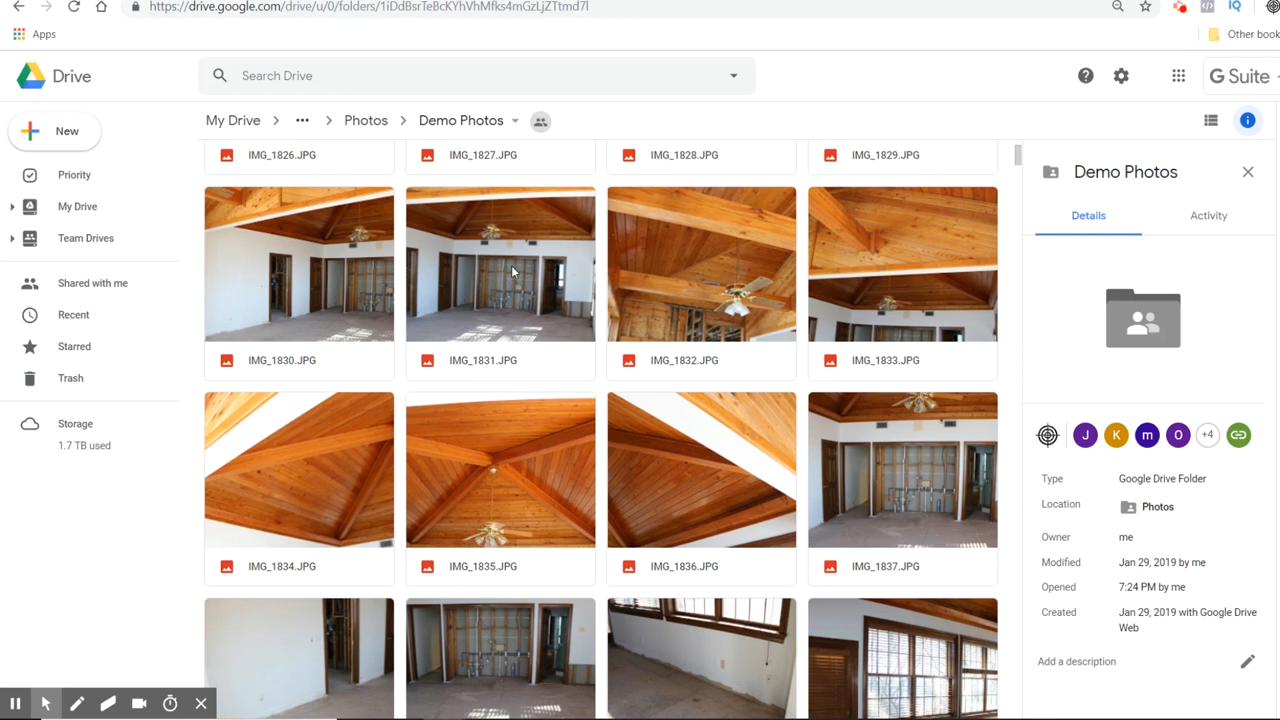 https://drive.google.com/drive/u/0/folders/1iDdBsrTeBcKYhVhMfks4mGzLjZTtmd7l
Apps
Other book
Drive
Search Drive
G Suite
New
My Drive
Photos
Demo Photos
Priority
My Drive
Team Drives
Shared with me
Recent
Starred
Trash
Storage
1.7 TB used
IMG_1826.JPG
IMG_1827.JPG
IMG_1828.JPG
IMG_1829.JPG
IMG_1830.JPG
IMG_1831.JPG
IMG_1832.JPG
IMG_1833.JPG
IMG_1834.JPG
IMG_1835.JPG
IMG_1836.JPG
IMG_1837.JPG
Demo Photos
Details
Activity
J K m O +4
Type Google Drive Folder
Location Photos
Owner me
Modified Jan 29, 2019 by me
Opened 7:24 PM by me
Created Jan 29, 2019 with Google Drive
Web
Add a description
IQ